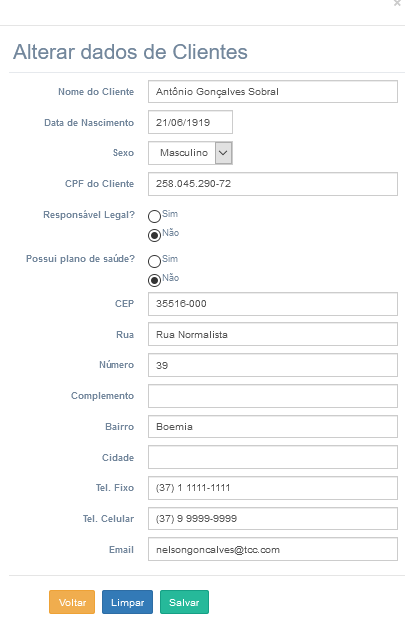 ×
Alterar dados de Clientes
Nome do Cliente Antônio Gonçalves Sobral
Data de Nascimento 21/06/1919
Sexo Masculino
CPF do Cliente 258.045.290-72
Responsável Legal? Sim
Não
Possui plano de saúde? Sim
Não
CEP 35516-000
Rua Rua Normalista
Número 39
Complemento
Bairro Boemia
Cidade
Tel. Fixo (37) 1 1111-1111
Tel. Celular (37) 9 9999-9999
Email nelsongoncalves@tcc.com
Voltar Limpar Salvar